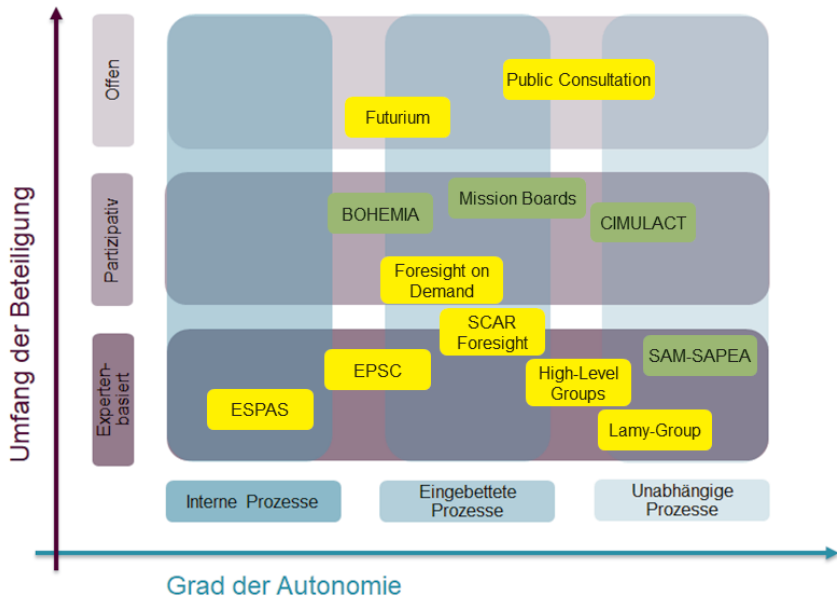 Umfang der Beteiligung
Offen
Partizipativ
Experten-
basiert
Public Consultation
Futurium
BOHEMIA
Mission Boards
CIMULACT
Foresight on
Demand
SCAR
Foresight
EPSC
SAM-SAPEA
High-Level
Groups
ESPAS
Lamy-Group
Interne Prozesse
Eingebettete
Prozesse
Unabhängige
Prozesse
Grad der Autonomie